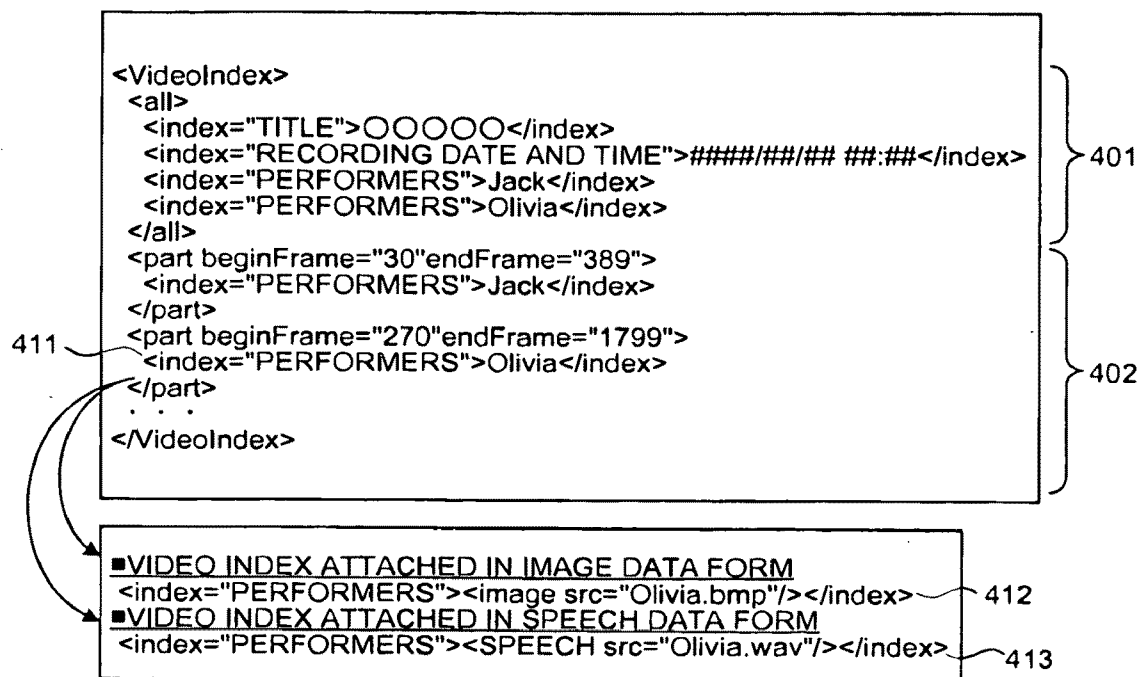 <VideoIndex>
<all>
<index="TITLE">○○○○○</index>
<index="RECORDING DATE AND TIME">####/##/## ##:##</index>
<index="PERFORMERS">Jack</index>
<index="PERFORMERS">Olivia</index>
</all>
401
<part beginFrame="30"endFrame="389">
<index="PERFORMERS">Jack</index>
</part>
<part beginFrame="270"endFrame="1799">
411
<index="PERFORMERS">Olivia</index>
</part>
402
. . .
</VideoIndex>
■VIDEO INDEX ATTACHED IN IMAGE DATA FORM
<index="PERFORMERS"><image src="Olivia.bmp"/></index>
412
■VIDEO INDEX ATTACHED IN SPEECH DATA FORM
<index="PERFORMERS"><SPEECH src="Olivia.wav"/></index>
413